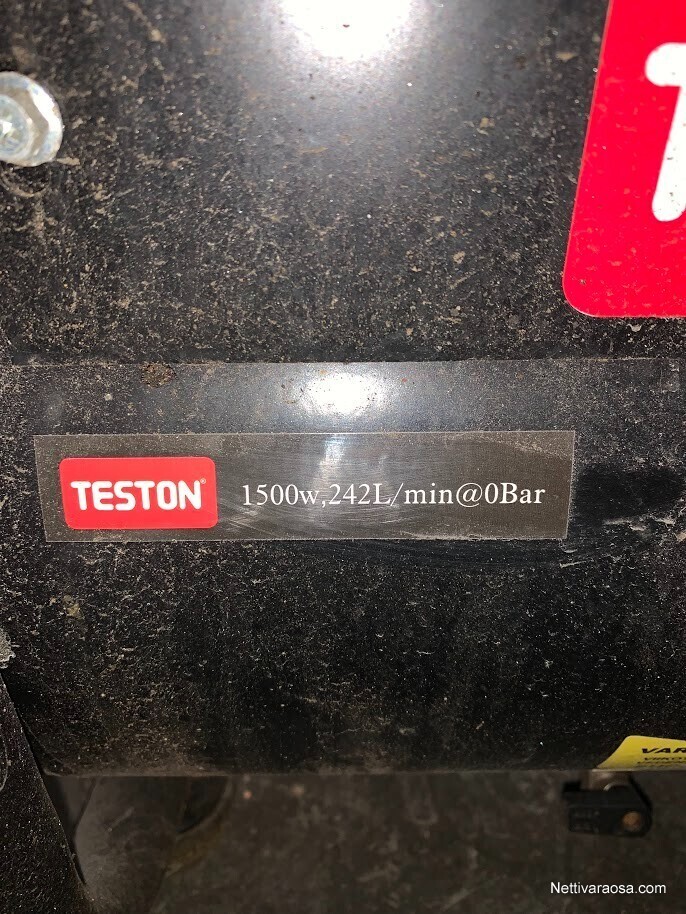 TESTON® 1500w,242L/min@0Bar
Nettivaraosa.com